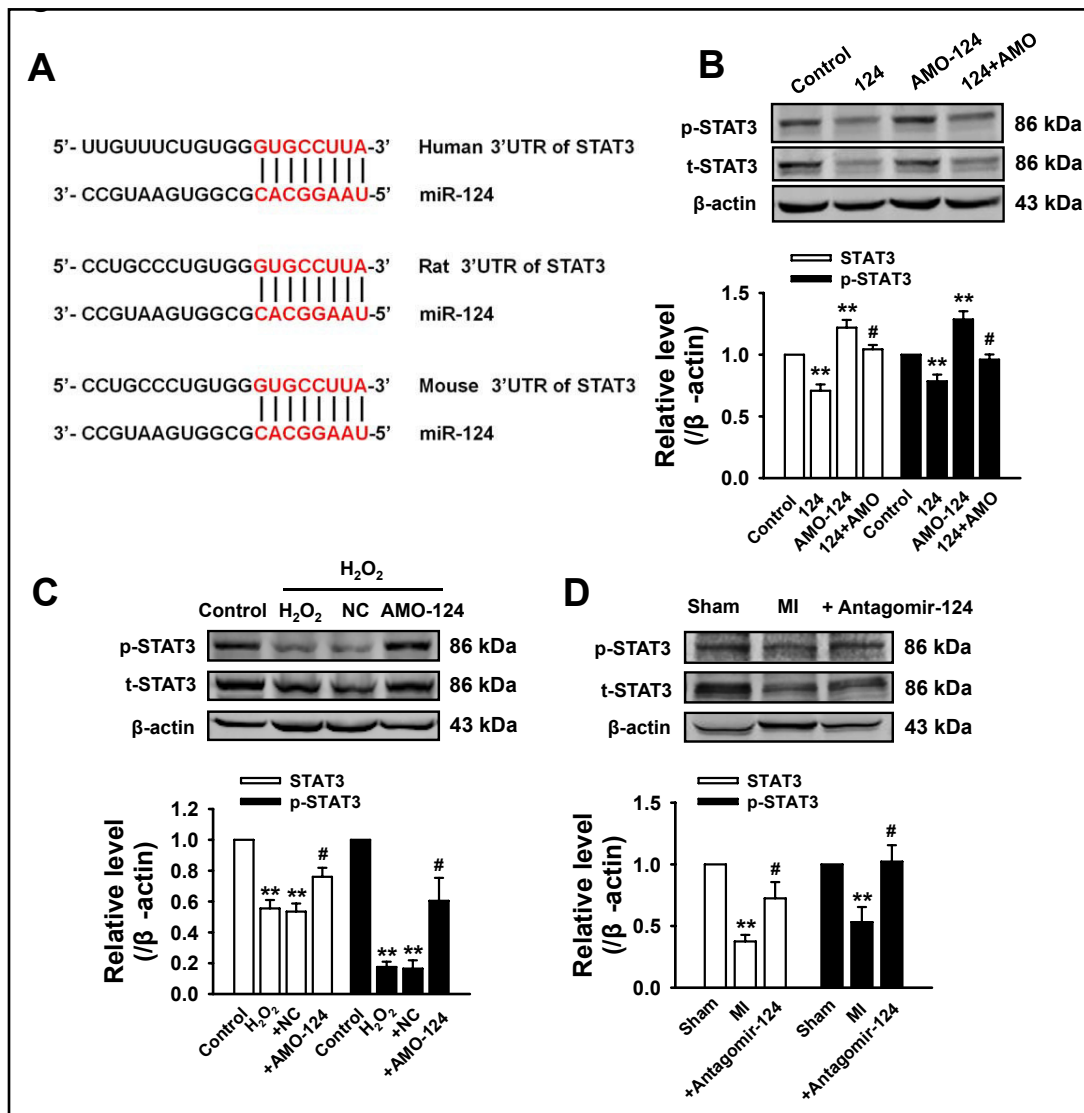 A
5'- UUGUUUCUGUGGGUGCCUUA-3' Human 3'UTR of STAT3
3'- CCGUAAGUGGCGCACGGAAU-5' miR-124
5'- CCUGCCCUGUGGGUGCCUUA-3' Rat 3'UTR of STAT3
3'- CCGUAAGUGGCGCACGGAAU-5' miR-124
5'- CCUGCCCUGUGGGUGCCUUA-3' Mouse 3'UTR of STAT3
3'- CCGUAAGUGGCGCACGGAAU-5' miR-124
B
Control 124 AMO-124 124+AMO
p-STAT3 86 kDa
t-STAT3 86 kDa
β-actin 43 kDa
STAT3
p-STAT3
Relative level
(/β -actin)
1.5
1.0
0.5
0.0
** ** # ** ** #
Control 124 AMO-124 124+AMO Control 124 AMO-124 124+AMO
C
H₂O₂
Control H₂O₂ NC AMO-124
p-STAT3 86 kDa
t-STAT3 86 kDa
β-actin 43 kDa
STAT3
p-STAT3
Relative level
(/β -actin)
1.2
1.0
0.8
0.6
0.4
0.2
0.0
** ** # ** ** #
Control H₂O₂ +NC +AMO-124 Control H₂O₂ +NC +AMO-124
D
Sham MI + Antagomir-124
p-STAT3 86 kDa
t-STAT3 86 kDa
β-actin 43 kDa
STAT3
p-STAT3
Relative level
(/β -actin)
1.5
1.0
0.5
0.0
** # ** #
Sham MI +Antagomir-124 Sham MI +Antagomir-124